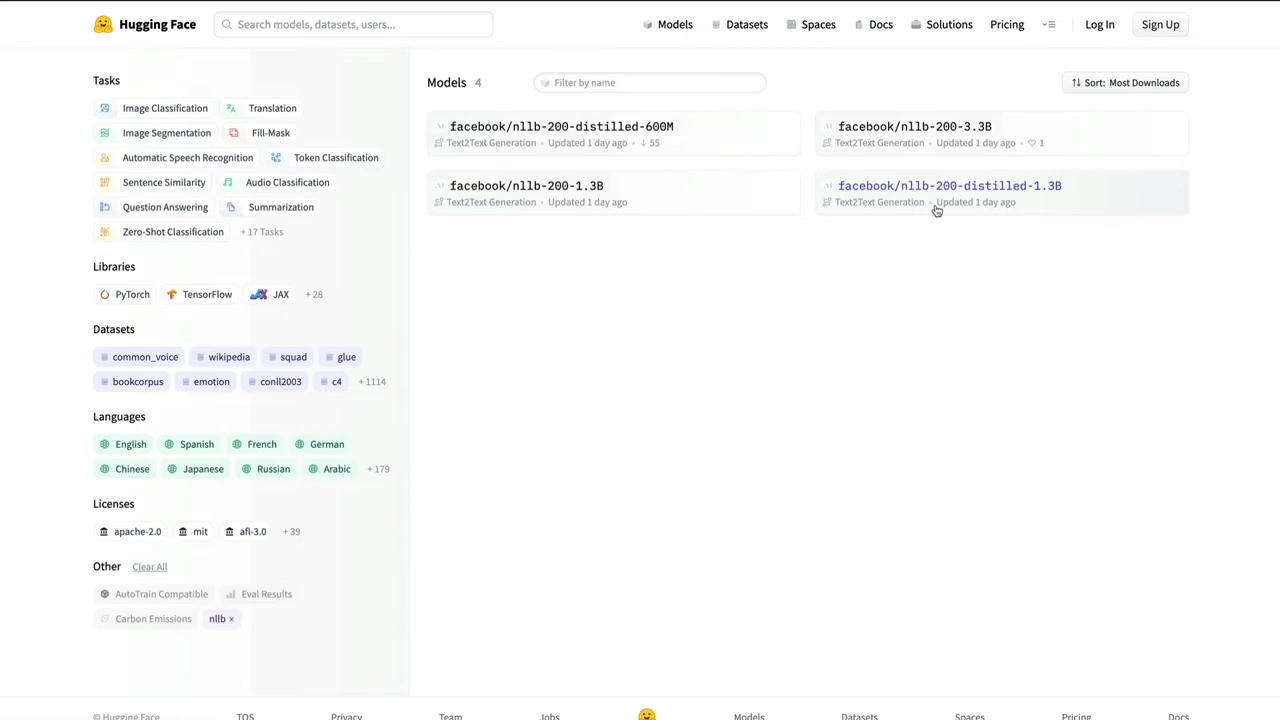 Hugging Face
Search models, datasets, users...
Models
Datasets
Spaces
Docs
Solutions
Pricing
Log In
Sign Up
Tasks
Image Classification
Translation
Image Segmentation
Fill-Mask
Automatic Speech Recognition
Token Classification
Sentence Similarity
Audio Classification
Question Answering
Summarization
Zero-Shot Classification
+ 17 Tasks
Libraries
PyTorch
TensorFlow
JAX
+ 28
Datasets
common_voice
wikipedia
squad
glue
bookcorpus
emotion
conll2003
c4
+ 1114
Languages
English
Spanish
French
German
Chinese
Japanese
Russian
Arabic
+ 179
Licenses
apache-2.0
mit
afl-3.0
+ 39
Other
Clear All
AutoTrain Compatible
Eval Results
Carbon Emissions
nllb ×
Models 4
Filter by name
Sort: Most Downloads
facebook/nllb-200-distilled-600M
Text2Text Generation • Updated 1 day ago • ↓ 55
facebook/nllb-200-3.3B
Text2Text Generation • Updated 1 day ago • ♡ 1
facebook/nllb-200-1.3B
Text2Text Generation • Updated 1 day ago
facebook/nllb-200-distilled-1.3B
Text2Text Generation • Updated 1 day ago
© Hugging Face
TOS
Privacy
Team
Jobs
Models
Datasets
Spaces
Pricing
Docs